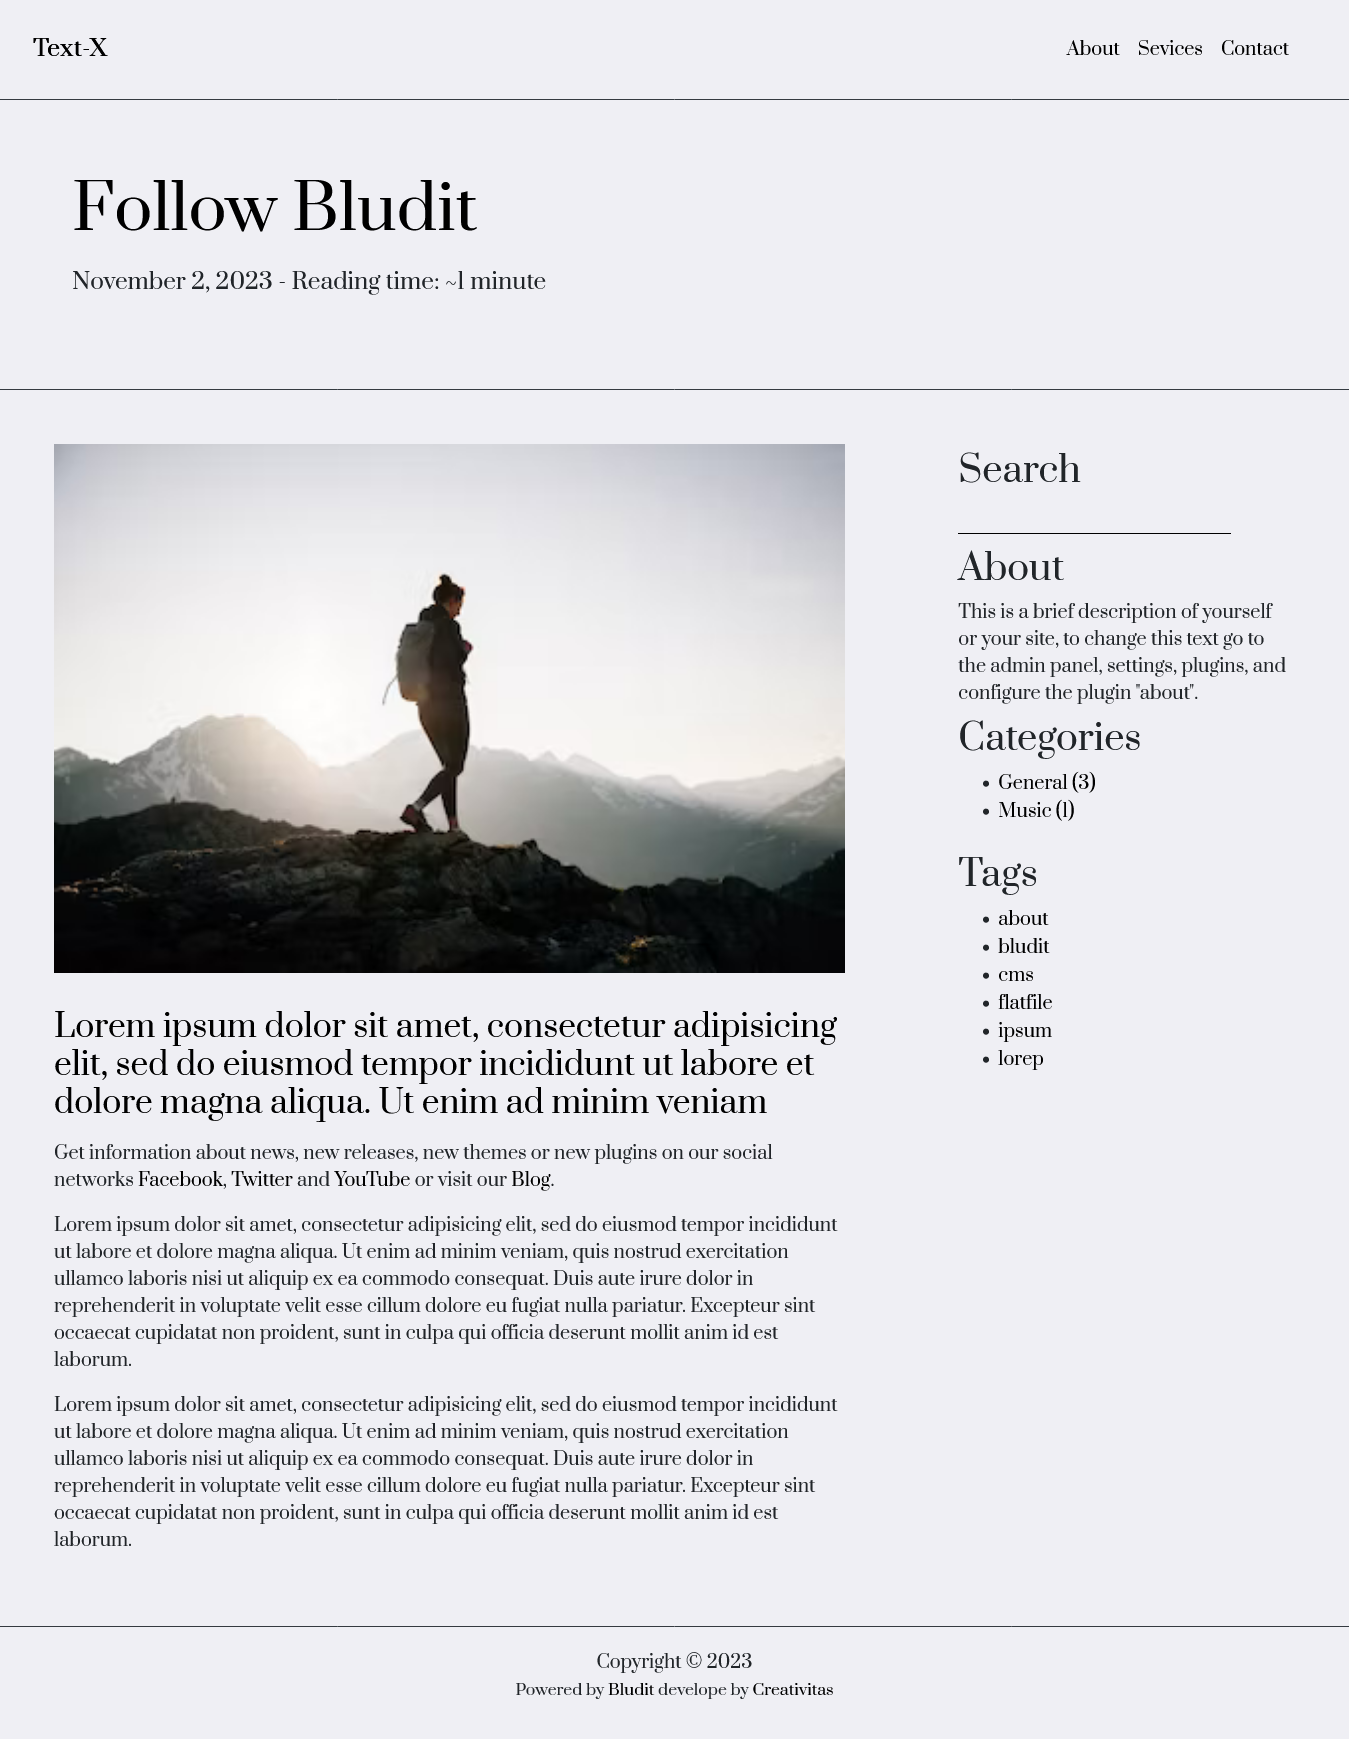 Text-X
About Sevices Contact
Follow Bludit
November 2, 2023 - Reading time: ~1 minute
Search
About
This is a brief description of yourself
or your site, to change this text go to
the admin panel, settings, plugins, and
configure the plugin "about".
Categories
• General (3)
• Music (1)
Tags
• about
• bludit
• cms
• flatfile
• ipsum
• lorep
Lorem ipsum dolor sit amet, consectetur adipisicing
elit, sed do eiusmod tempor incididunt ut labore et
dolore magna aliqua. Ut enim ad minim veniam
Get information about news, new releases, new themes or new plugins on our social
networks Facebook, Twitter and YouTube or visit our Blog.
Lorem ipsum dolor sit amet, consectetur adipisicing elit, sed do eiusmod tempor incididunt
ut labore et dolore magna aliqua. Ut enim ad minim veniam, quis nostrud exercitation
ullamco laboris nisi ut aliquip ex ea commodo consequat. Duis aute irure dolor in
reprehenderit in voluptate velit esse cillum dolore eu fugiat nulla pariatur. Excepteur sint
occaecat cupidatat non proident, sunt in culpa qui officia deserunt mollit anim id est
laborum.
Lorem ipsum dolor sit amet, consectetur adipisicing elit, sed do eiusmod tempor incididunt
ut labore et dolore magna aliqua. Ut enim ad minim veniam, quis nostrud exercitation
ullamco laboris nisi ut aliquip ex ea commodo consequat. Duis aute irure dolor in
reprehenderit in voluptate velit esse cillum dolore eu fugiat nulla pariatur. Excepteur sint
occaecat cupidatat non proident, sunt in culpa qui officia deserunt mollit anim id est
laborum.
Copyright © 2023
Powered by Bludit develope by Creativitas